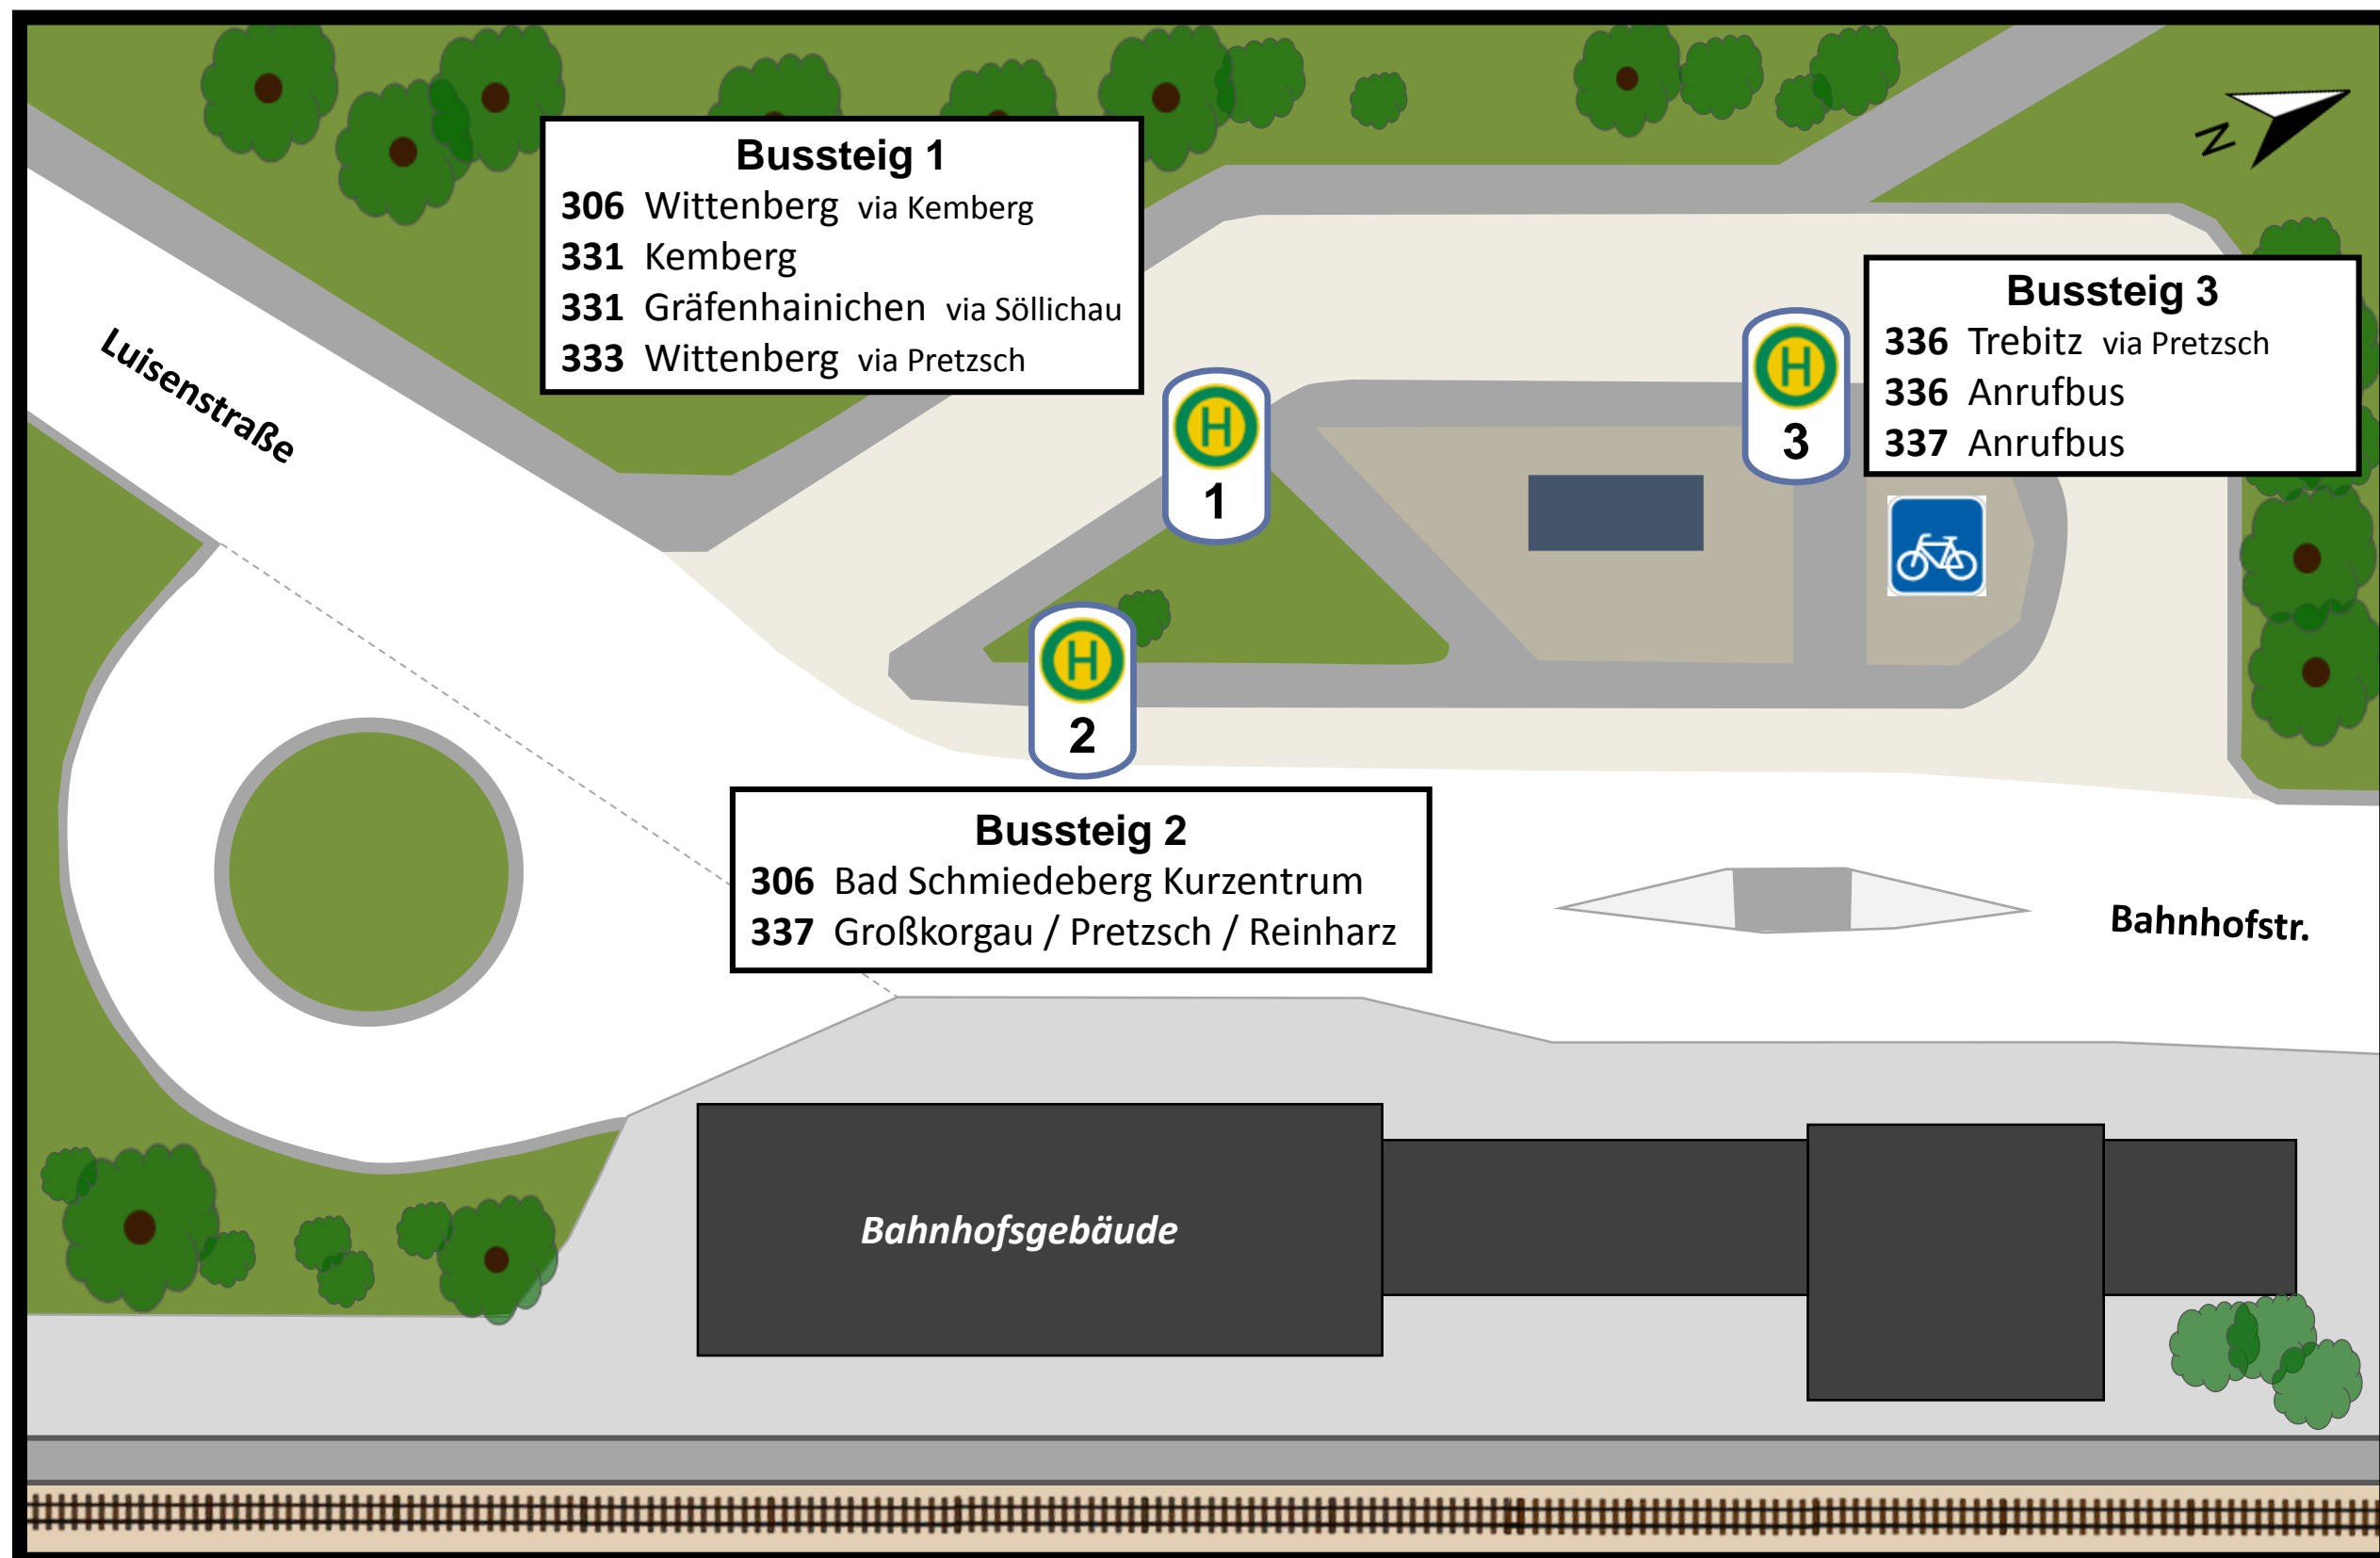 N
Bussteig 1
306 Wittenberg via Kemberg
331 Kemberg
331 Gräfenhainichen via Söllichau
333 Wittenberg via Pretzsch
Bussteig 3
336 Trebitz via Pretzsch
336 Anrufbus
337 Anrufbus
Luisenstraße
H
1
H
3
H
2
Bussteig 2
306 Bad Schmiedeberg Kurzentrum
337 Großkorgau / Pretzsch / Reinharz
Bahnhofstr.
Bahnhofsgebäude